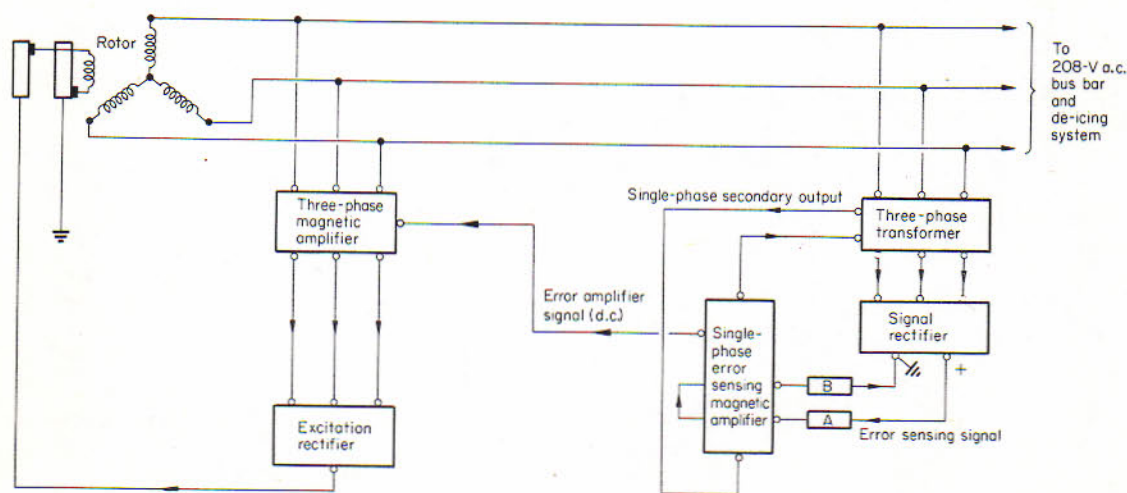 Rotor
To
208-V a.c.
bus bar
and
de-icing
system
Single-phase secondary output
Three-phase
magnetic
amplifier
Three-phase
transformer
Error amplifier
signal (d.c.)
Single-
phase
error
sensing
magnetic
amplifier
Signal
rectifier
+
B
A
Error sensing signal
Excitation
rectifier